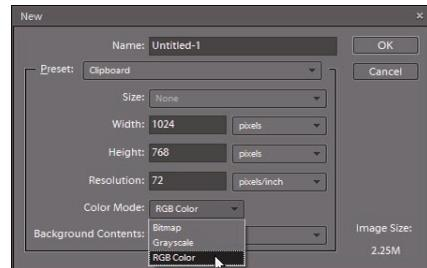 New
Name: Untitled-1
OK
Preset: Clipboard
Cancel
Size: None
Width: 1024 pixels
Height: 768 pixels
Resolution: 72 pixels/inch
Color Mode: RGB Color
Bitmap
Background Contents:
Grayscale
RGB Color
Image Size:
2.25M